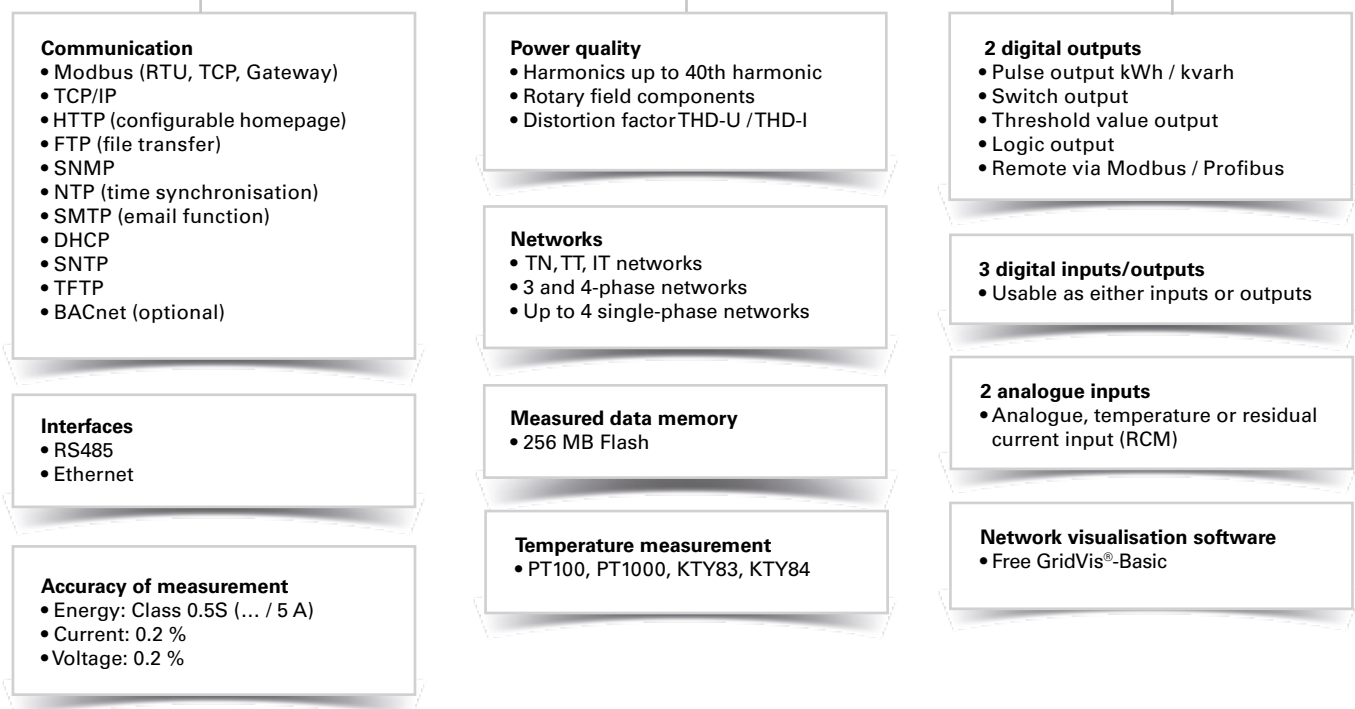 Communication
• Modbus (RTU, TCP, Gateway)
• TCP/IP
• HTTP (configurable homepage)
• FTP (file transfer)
• SNMP
• NTP (time synchronisation)
• SMTP (email function)
• DHCP
• SNTP
• TFTP
• BACnet (optional)
Interfaces
• RS485
• Ethernet
Accuracy of measurement
• Energy: Class 0.5S (… / 5 A)
• Current: 0.2 %
• Voltage: 0.2 %
Power quality
• Harmonics up to 40th harmonic
• Rotary field components
• Distortion factor THD-U / THD-I
Networks
• TN, TT, IT networks
• 3 and 4-phase networks
• Up to 4 single-phase networks
Measured data memory
• 256 MB Flash
Temperature measurement
• PT100, PT1000, KTY83, KTY84
2 digital outputs
• Pulse output kWh / kvarh
• Switch output
• Threshold value output
• Logic output
• Remote via Modbus / Profibus
3 digital inputs/outputs
• Usable as either inputs or outputs
2 analogue inputs
• Analogue, temperature or residual
current input (RCM)
Network visualisation software
• Free GridVis®-Basic